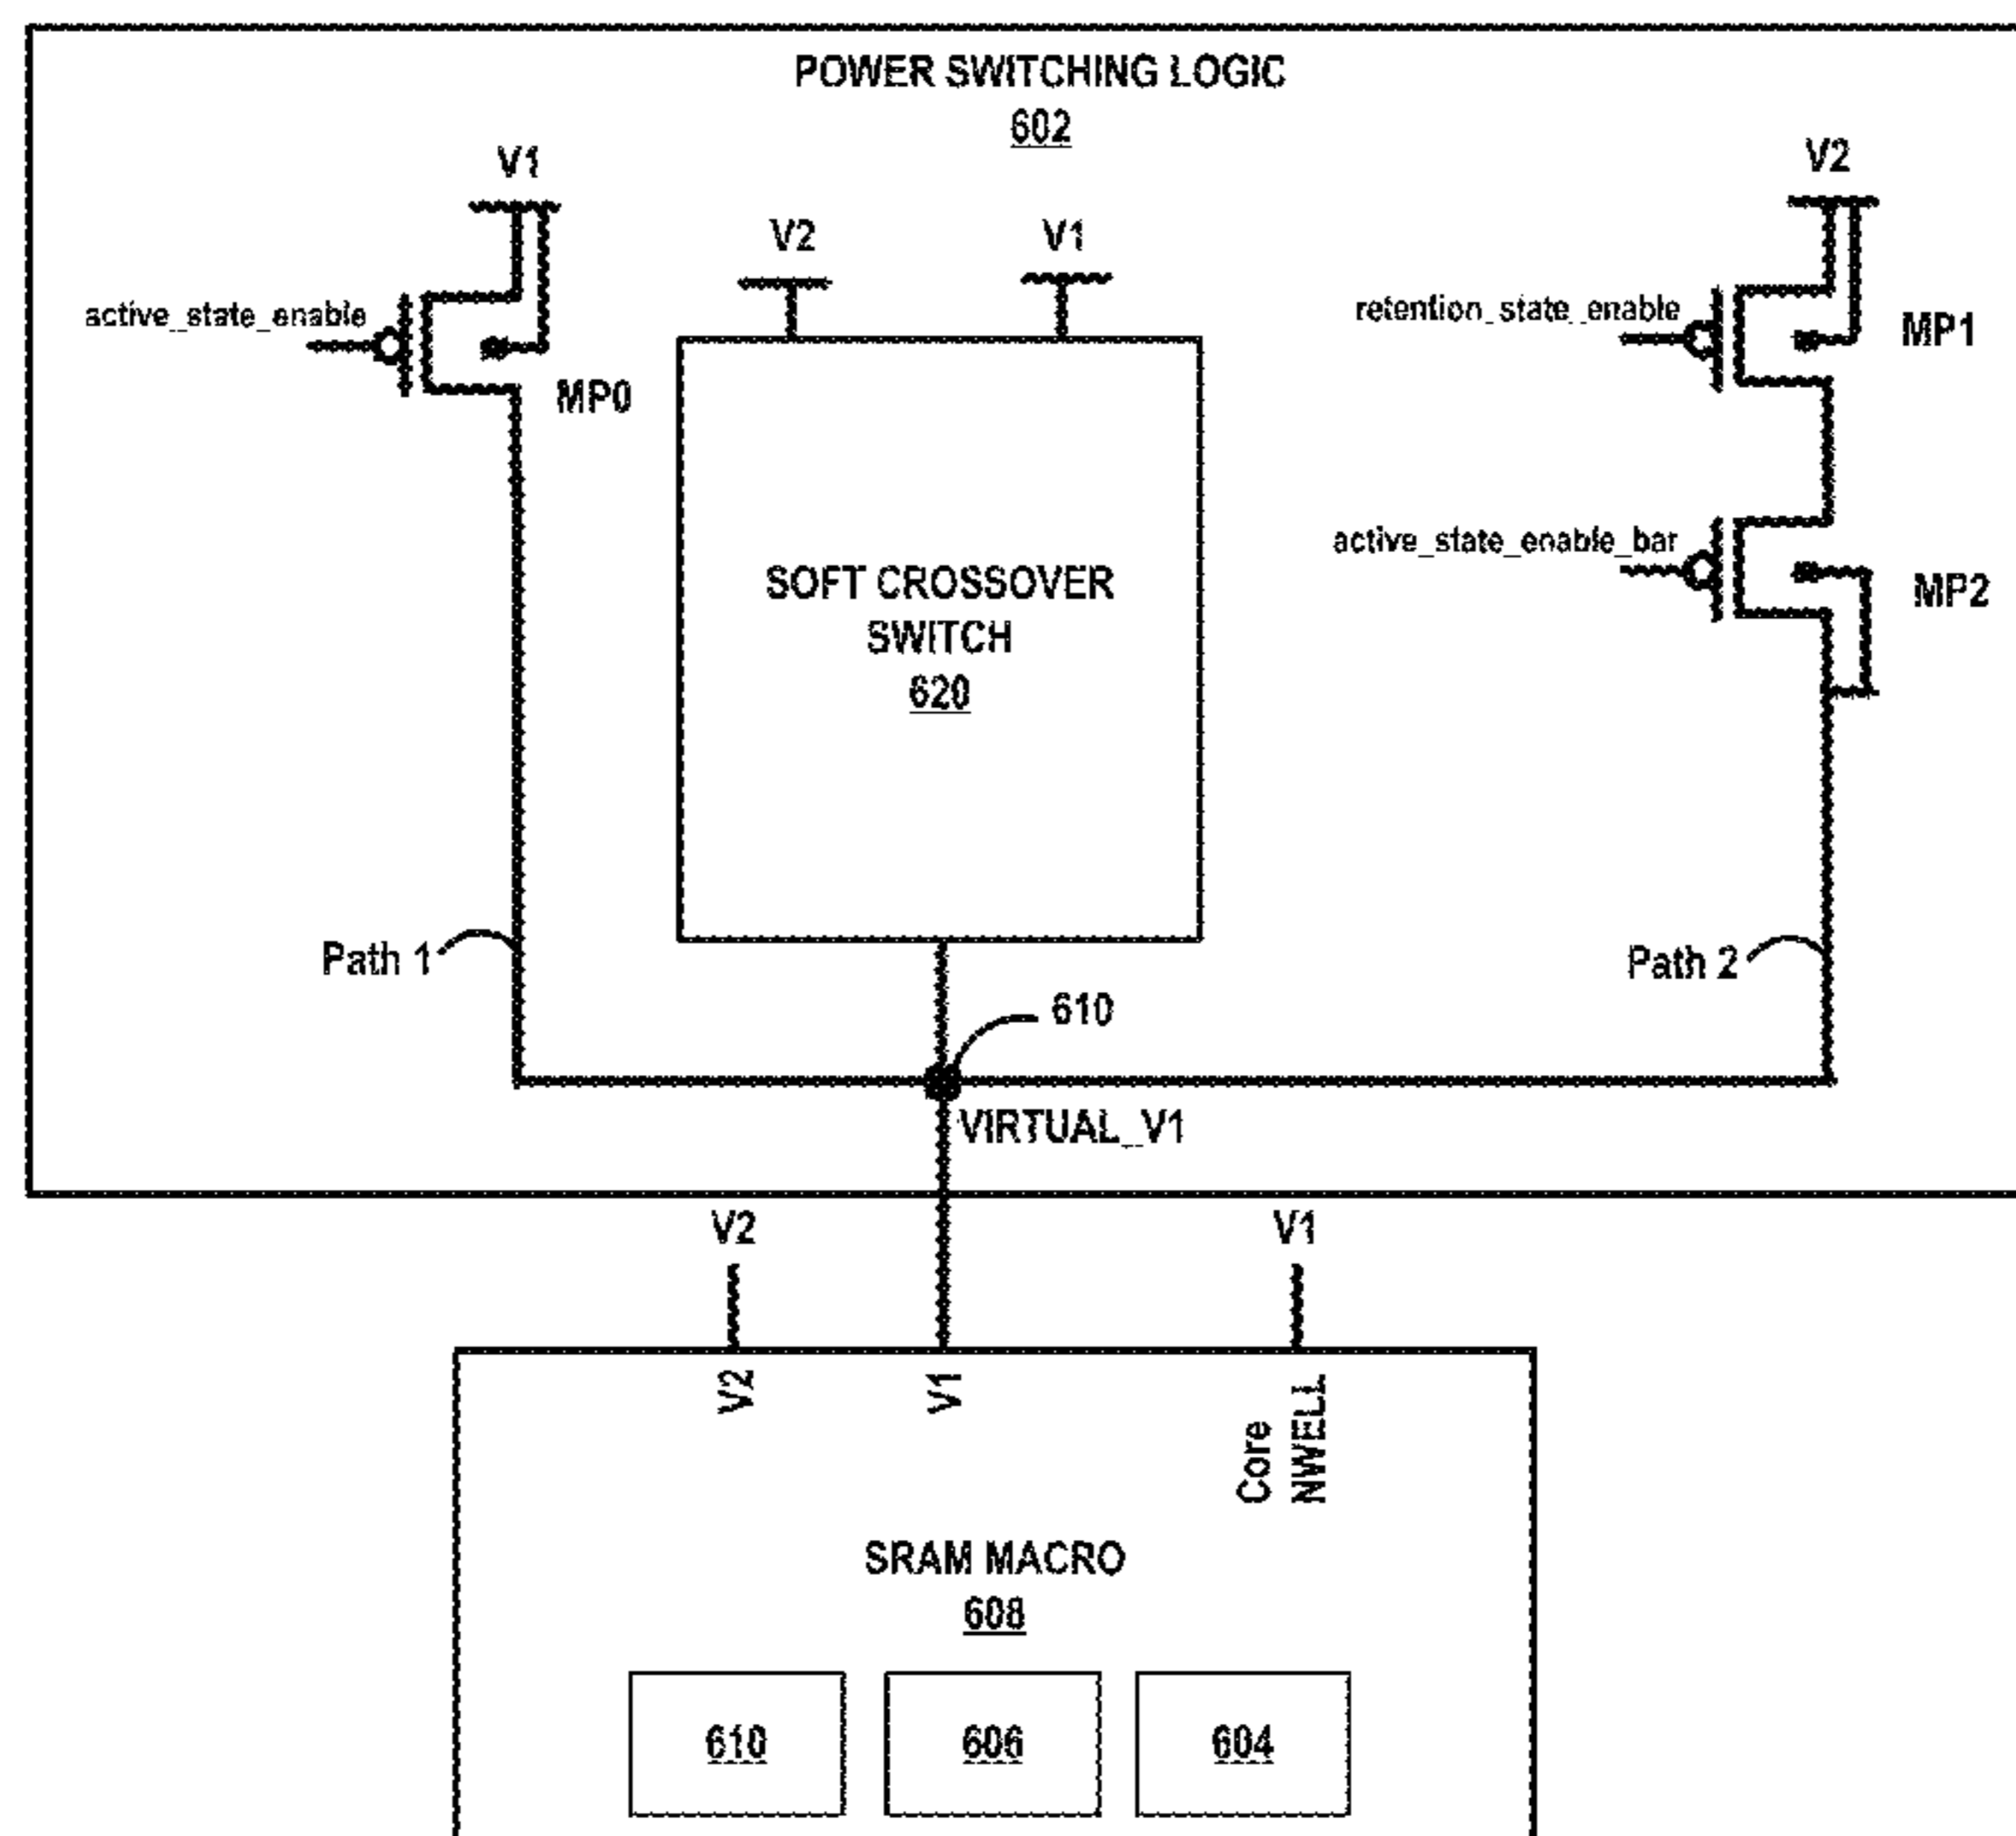 POWER SWITCHING LOGIC
602
V1
V2
V2
V1
active_state_enable
retention_state_enable
MP1
MP0
active_state_enable_bar
MP2
SOFT CROSSOVER
SWITCH
620
Path 1
Path 2
610
VIRTUAL_V1
V2
V1
V2
V1
Core
NWELL
SRAM MACRO
608
610
606
604